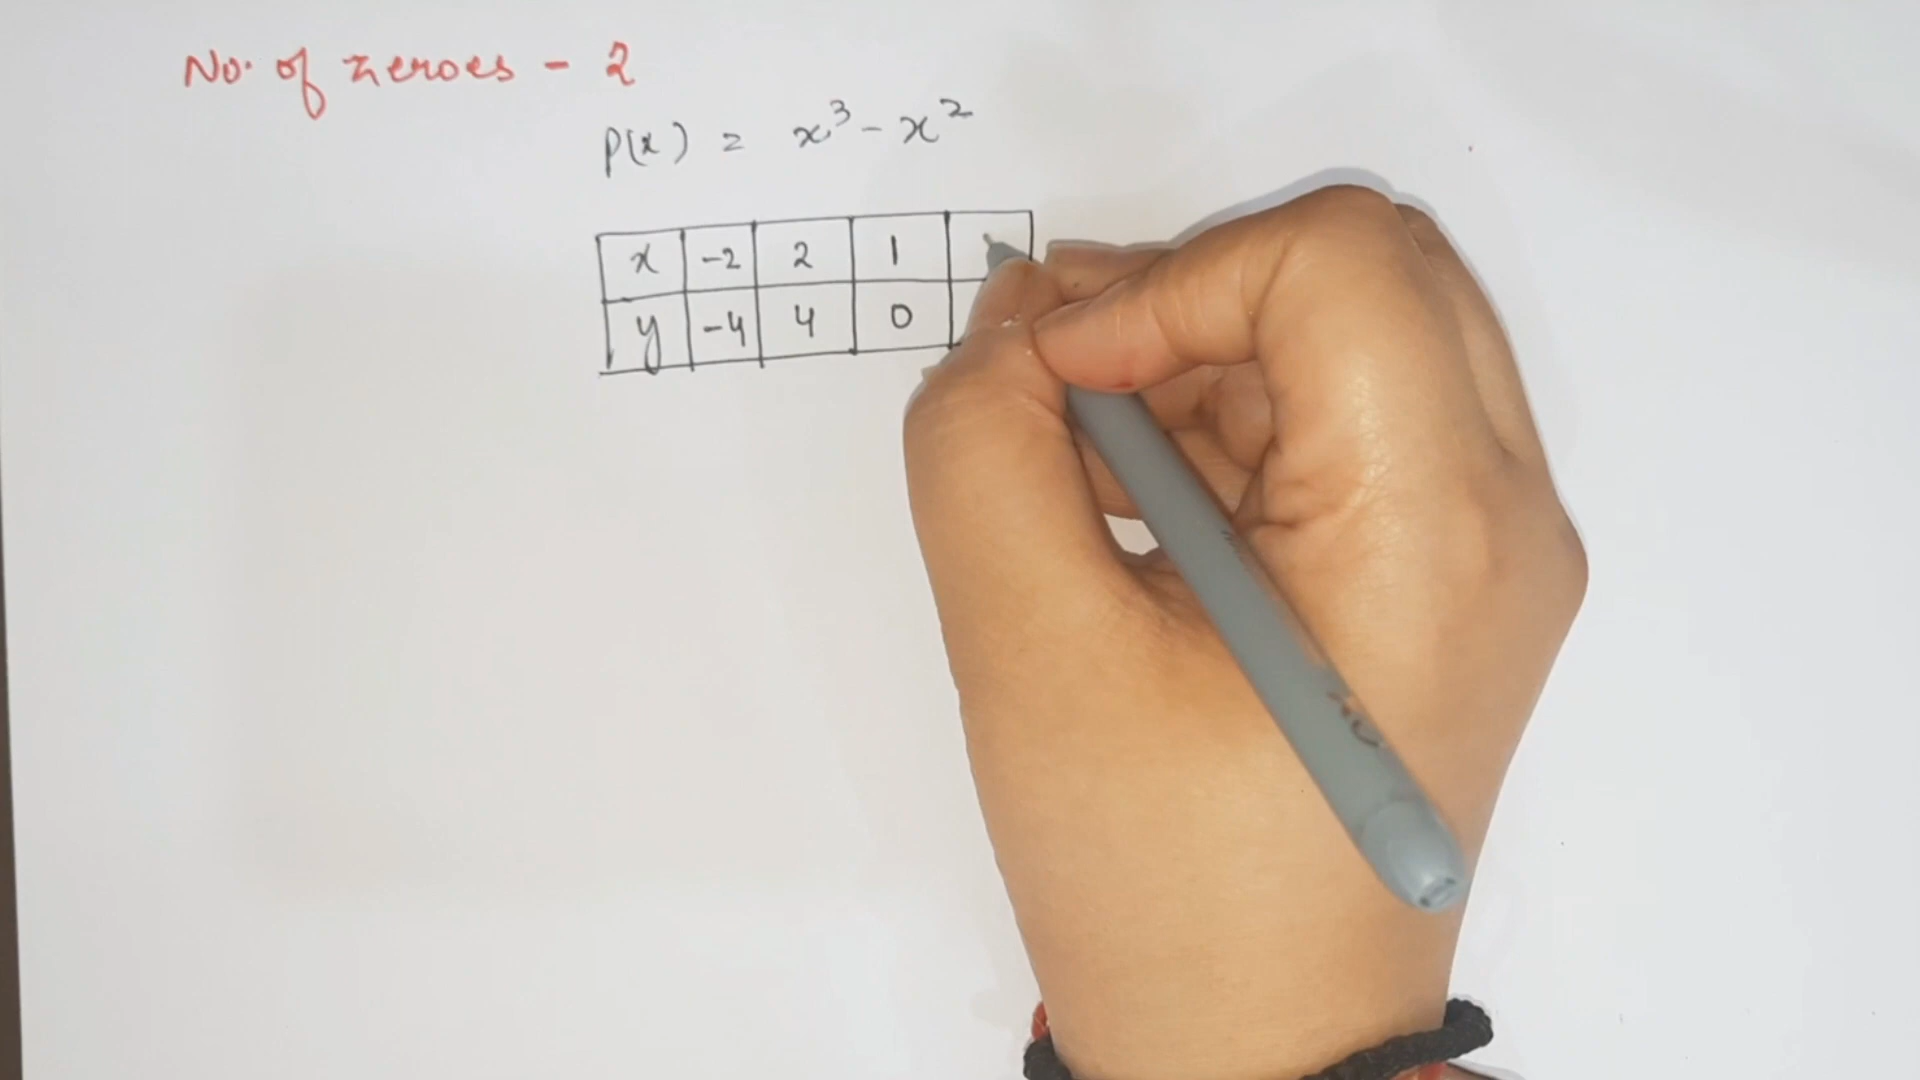 No. of zeroes - 2
P(x) = x³ - x²
x -2 2 1
y -4 4 0